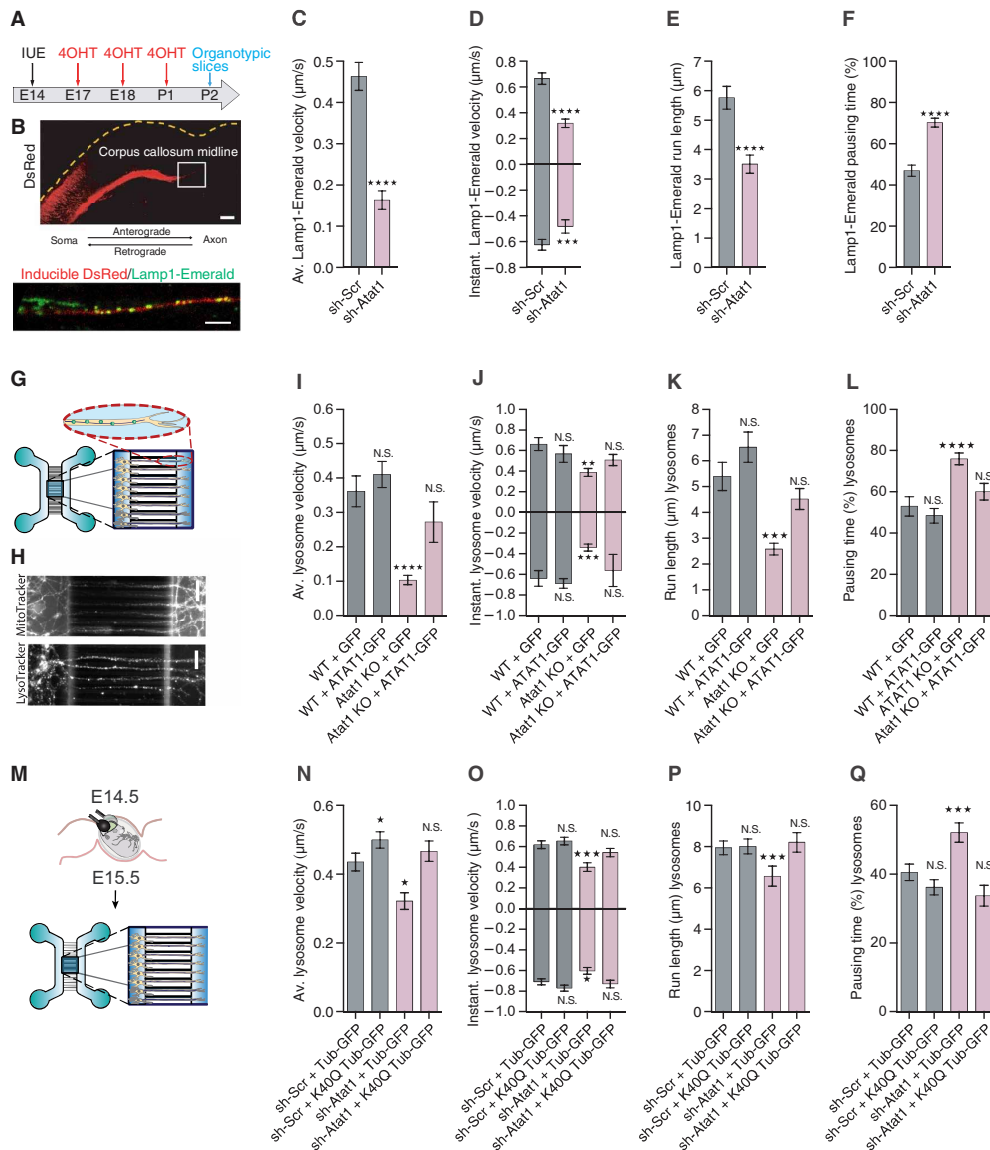 A
IUE 4OHT 4OHT 4OHT Organotypic
slices
E14 E17 E18 P1 P2
B
DsRed
Corpus callosum midline
Anterograde
Soma Axon
Retrograde
Inducible DsRed/Lamp1-Emerald
C
Av. Lamp1-Emerald velocity (µm/s)
0.5
0.4
0.3
0.2
0.1
0.0
★★★★
sh-Scr
sh-Atat1
D
Instant. Lamp1-Emerald velocity (µm/s)
0.8
0.6
0.4
0.2
0.0
−0.2
−0.4
−0.6
−0.8
★★★★
★★★
sh-Scr
sh-Atat1
E
Lamp1-Emerald run length (µm)
7
6
5
4
3
2
1
0
★★★★
sh-Scr
sh-Atat1
F
Lamp1-Emerald pausing time (%)
100
80
60
40
20
0
★★★★
sh-Scr
sh-Atat1
G
H
MitoTracker
LysoTracker
I
Av. lysosome velocity (µm/s)
0.6
0.5
0.4
0.3
0.2
0.1
0.0
N.S.
★★★★
N.S.
WT + GFP
WT + ATAT1-GFP
Atat1 KO + GFP
Atat1 KO + ATAT1-GFP
J
Instant. lysosome velocity (µm/s)
1.0
0.8
0.6
0.4
0.2
0.0
−0.2
−0.4
−0.6
−0.8
−1.0
N.S.
★★
N.S.
N.S.
★★★
N.S.
WT + GFP
WT + ATAT1-GFP
Atat1 KO + GFP
Atat1 KO + ATAT1-GFP
K
Run length (µm) lysosomes
8
6
4
2
0
N.S.
★★★
N.S.
WT + GFP
WT + ATAT1-GFP
Atat1 KO + GFP
Atat1 KO + ATAT1-GFP
L
Pausing time (%) lysosomes
100
80
60
40
20
0
N.S.
★★★★
N.S.
WT + GFP
WT + ATAT1-GFP
ATAT1 KO + GFP
Atat1 KO + ATAT1-GFP
M
E14.5
E15.5
N
Av. lysosome velocity (µm/s)
0.6
0.4
0.2
0.0
★
★
N.S.
sh-Scr + Tub-GFP
sh-Scr + K40Q Tub-GFP
sh-Atat1 + Tub-GFP
sh-Atat1 + K40Q Tub-GFP
O
Instant. lysosome velocity (µm/s )
1.0
0.8
0.6
0.4
0.2
0.0
−0.2
−0.4
−0.6
−0.8
−1.0
N.S.
★★★
N.S.
N.S.
★
N.S.
sh-Scr + Tub-GFP
sh-Scr + K40Q Tub-GFP
sh-Atat1 + Tub-GFP
sh-Atat1 + K40Q Tub-GFP
P
Run length (µm) lysosomes
10
8
6
4
2
0
N.S.
★★★
N.S.
sh-Scr + Tub-GFP
sh-Scr + K40Q Tub-GFP
sh-Atat1 + Tub-GFP
sh-Atat1 + K40Q Tub-GFP
Q
Pausing time (%) lysosomes
60
40
20
0
N.S.
★★★
N.S
sh-Scr + Tub-GFP
sh-Scr + K40Q Tub-GFP
sh-Atat1 + Tub-GFP
sh-Atat1 + K40Q Tub-GFP